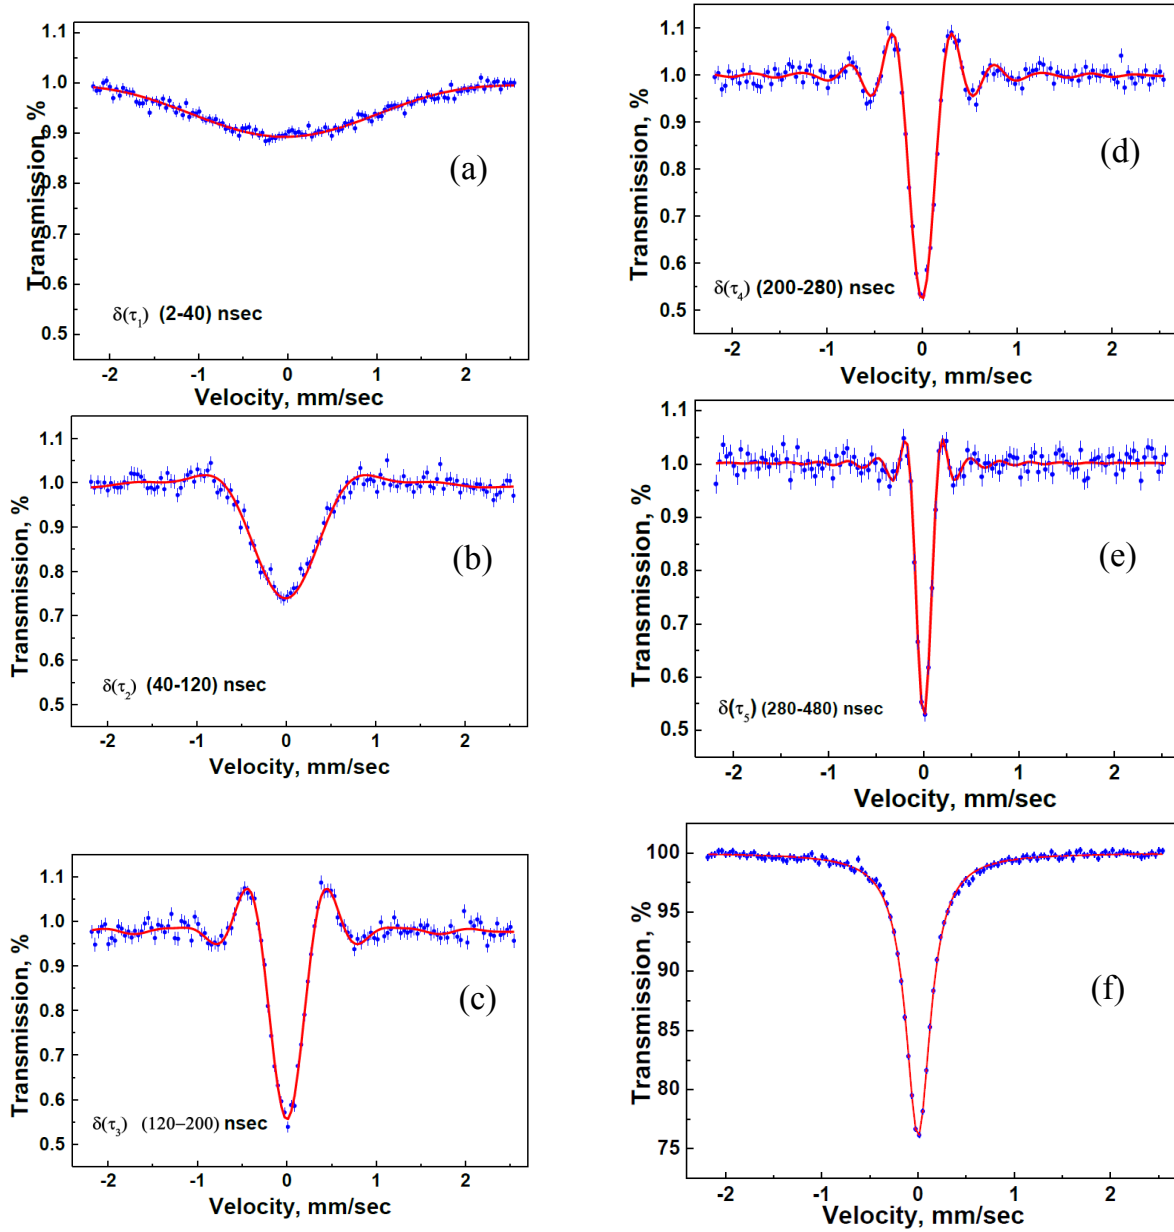 1.1
1.0
0.9
0.8
0.7
0.6
0.5
Transmission, %
(a)
δ(τ1) (2-40) nsec
-2 -1 0 1 2
Velocity, mm/sec
1.1
1.0
0.9
0.8
0.7
0.6
0.5
Transmission, %
(b)
δ(τ2) (40-120) nsec
-2 -1 0 1 2
Velocity, mm/sec
1.1
1.0
0.9
0.8
0.7
0.6
0.5
Transmission, %
(c)
δ(τ3) (120–200) nsec
-2 -1 0 1 2
Velocity, mm/sec
1.1
1.0
0.9
0.8
0.7
0.6
0.5
Transmission, %
(d)
δ(τ4) (200-280) nsec
-2 -1 0 1 2
Velocity, mm/sec
1.1
1.0
0.9
0.8
0.7
0.6
0.5
Transmission, %
(e)
δ(τ5) (280-480) nsec
-2 -1 0 1 2
Velocity, mm/sec
100
95
90
85
80
75
Transmission, %
(f)
-2 -1 0 1 2
Velocity, mm/sec